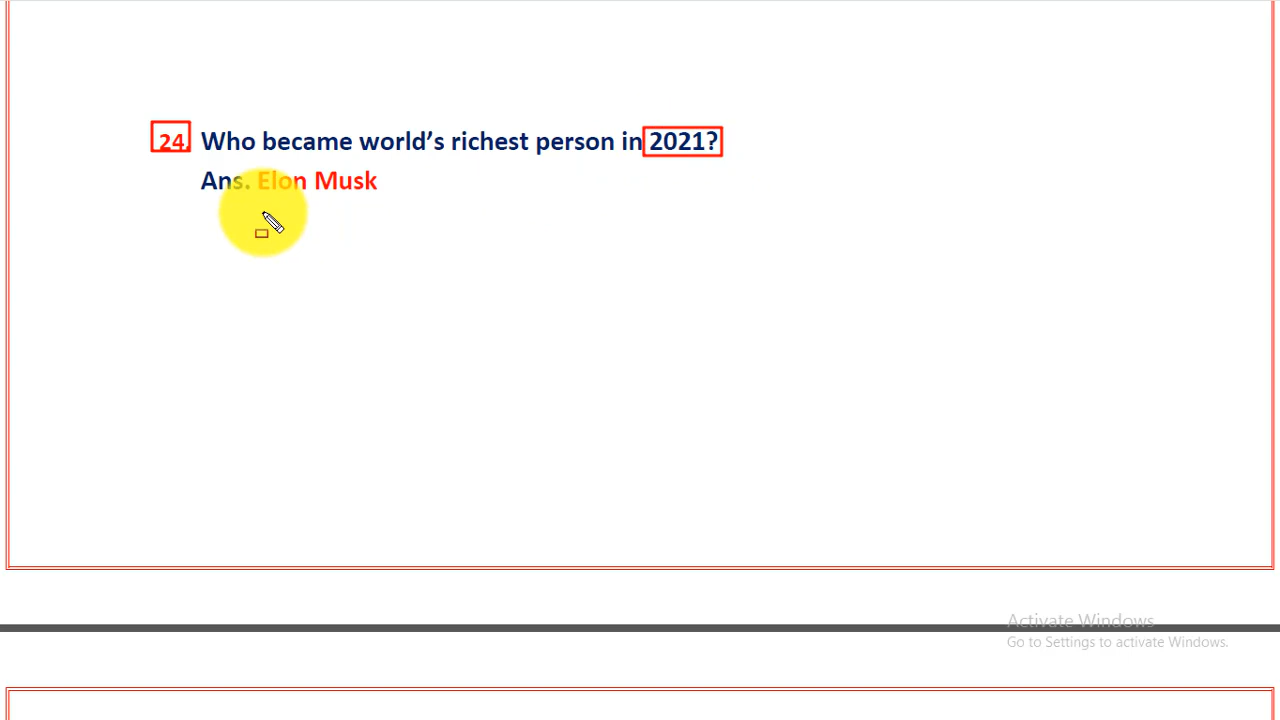 24. Who became world’s richest person in 2021?
Ans. Elon Musk
Activate Windows
Go to Settings to activate Windows.